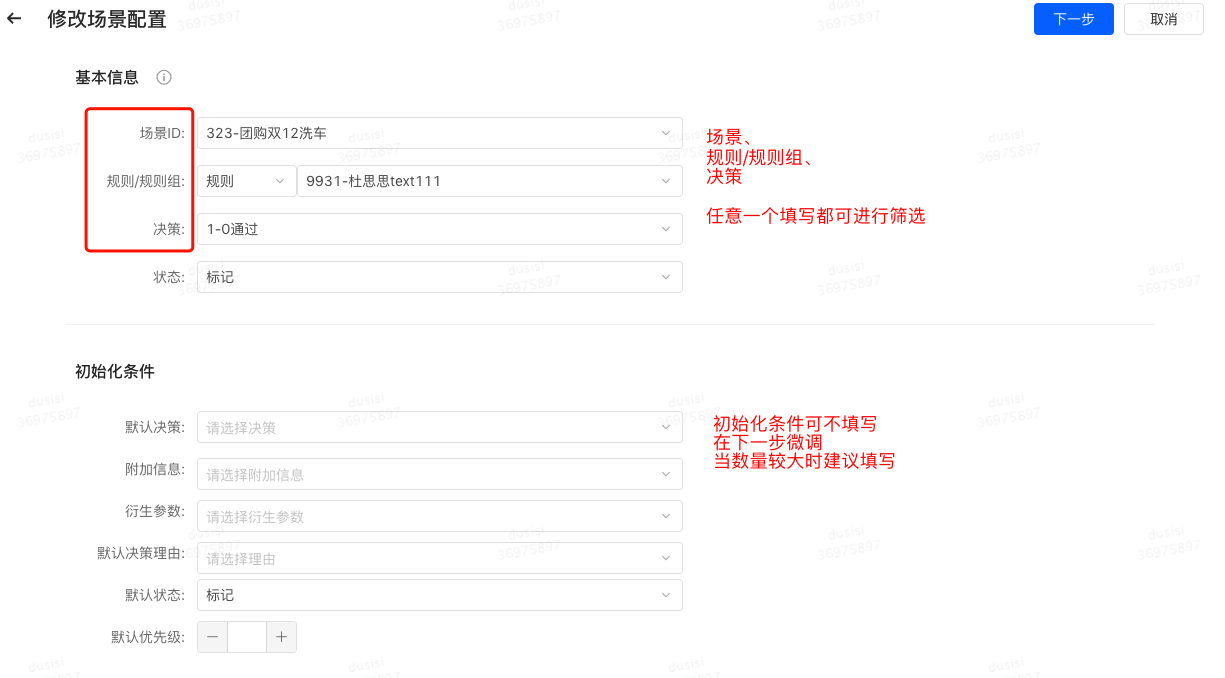 修改场景配置
下一步
取消
基本信息
场景ID:
323-团购双12洗车
规则/规则组:
规则
9931-杜思思text111
决策:
1-0通过
状态:
标记
场景、
规则/规则组、
决策
任意一个填写都可进行筛选
初始化条件
默认决策:
请选择决策
附加信息:
请选择附加信息
衍生参数:
请选择衍生参数
默认决策理由:
请选择理由
默认状态:
标记
默认优先级:
初始化条件可不填写
在下一步微调
当数量较大时建议填写
dusisi
36975897